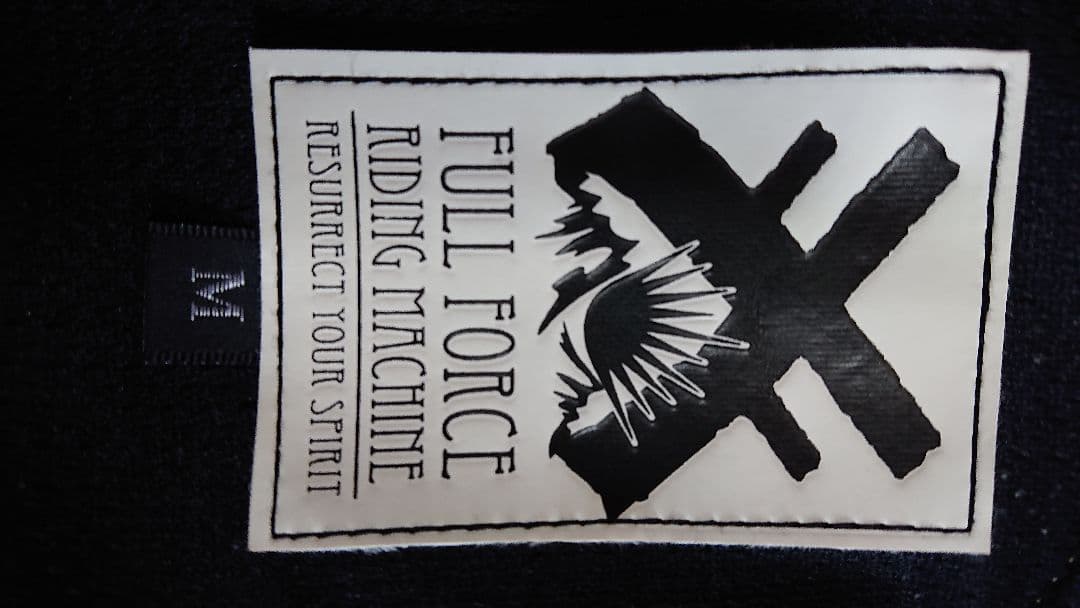 FULL FORCE
RIDING MACHINE
RESURRECT YOUR SPIRIT
M